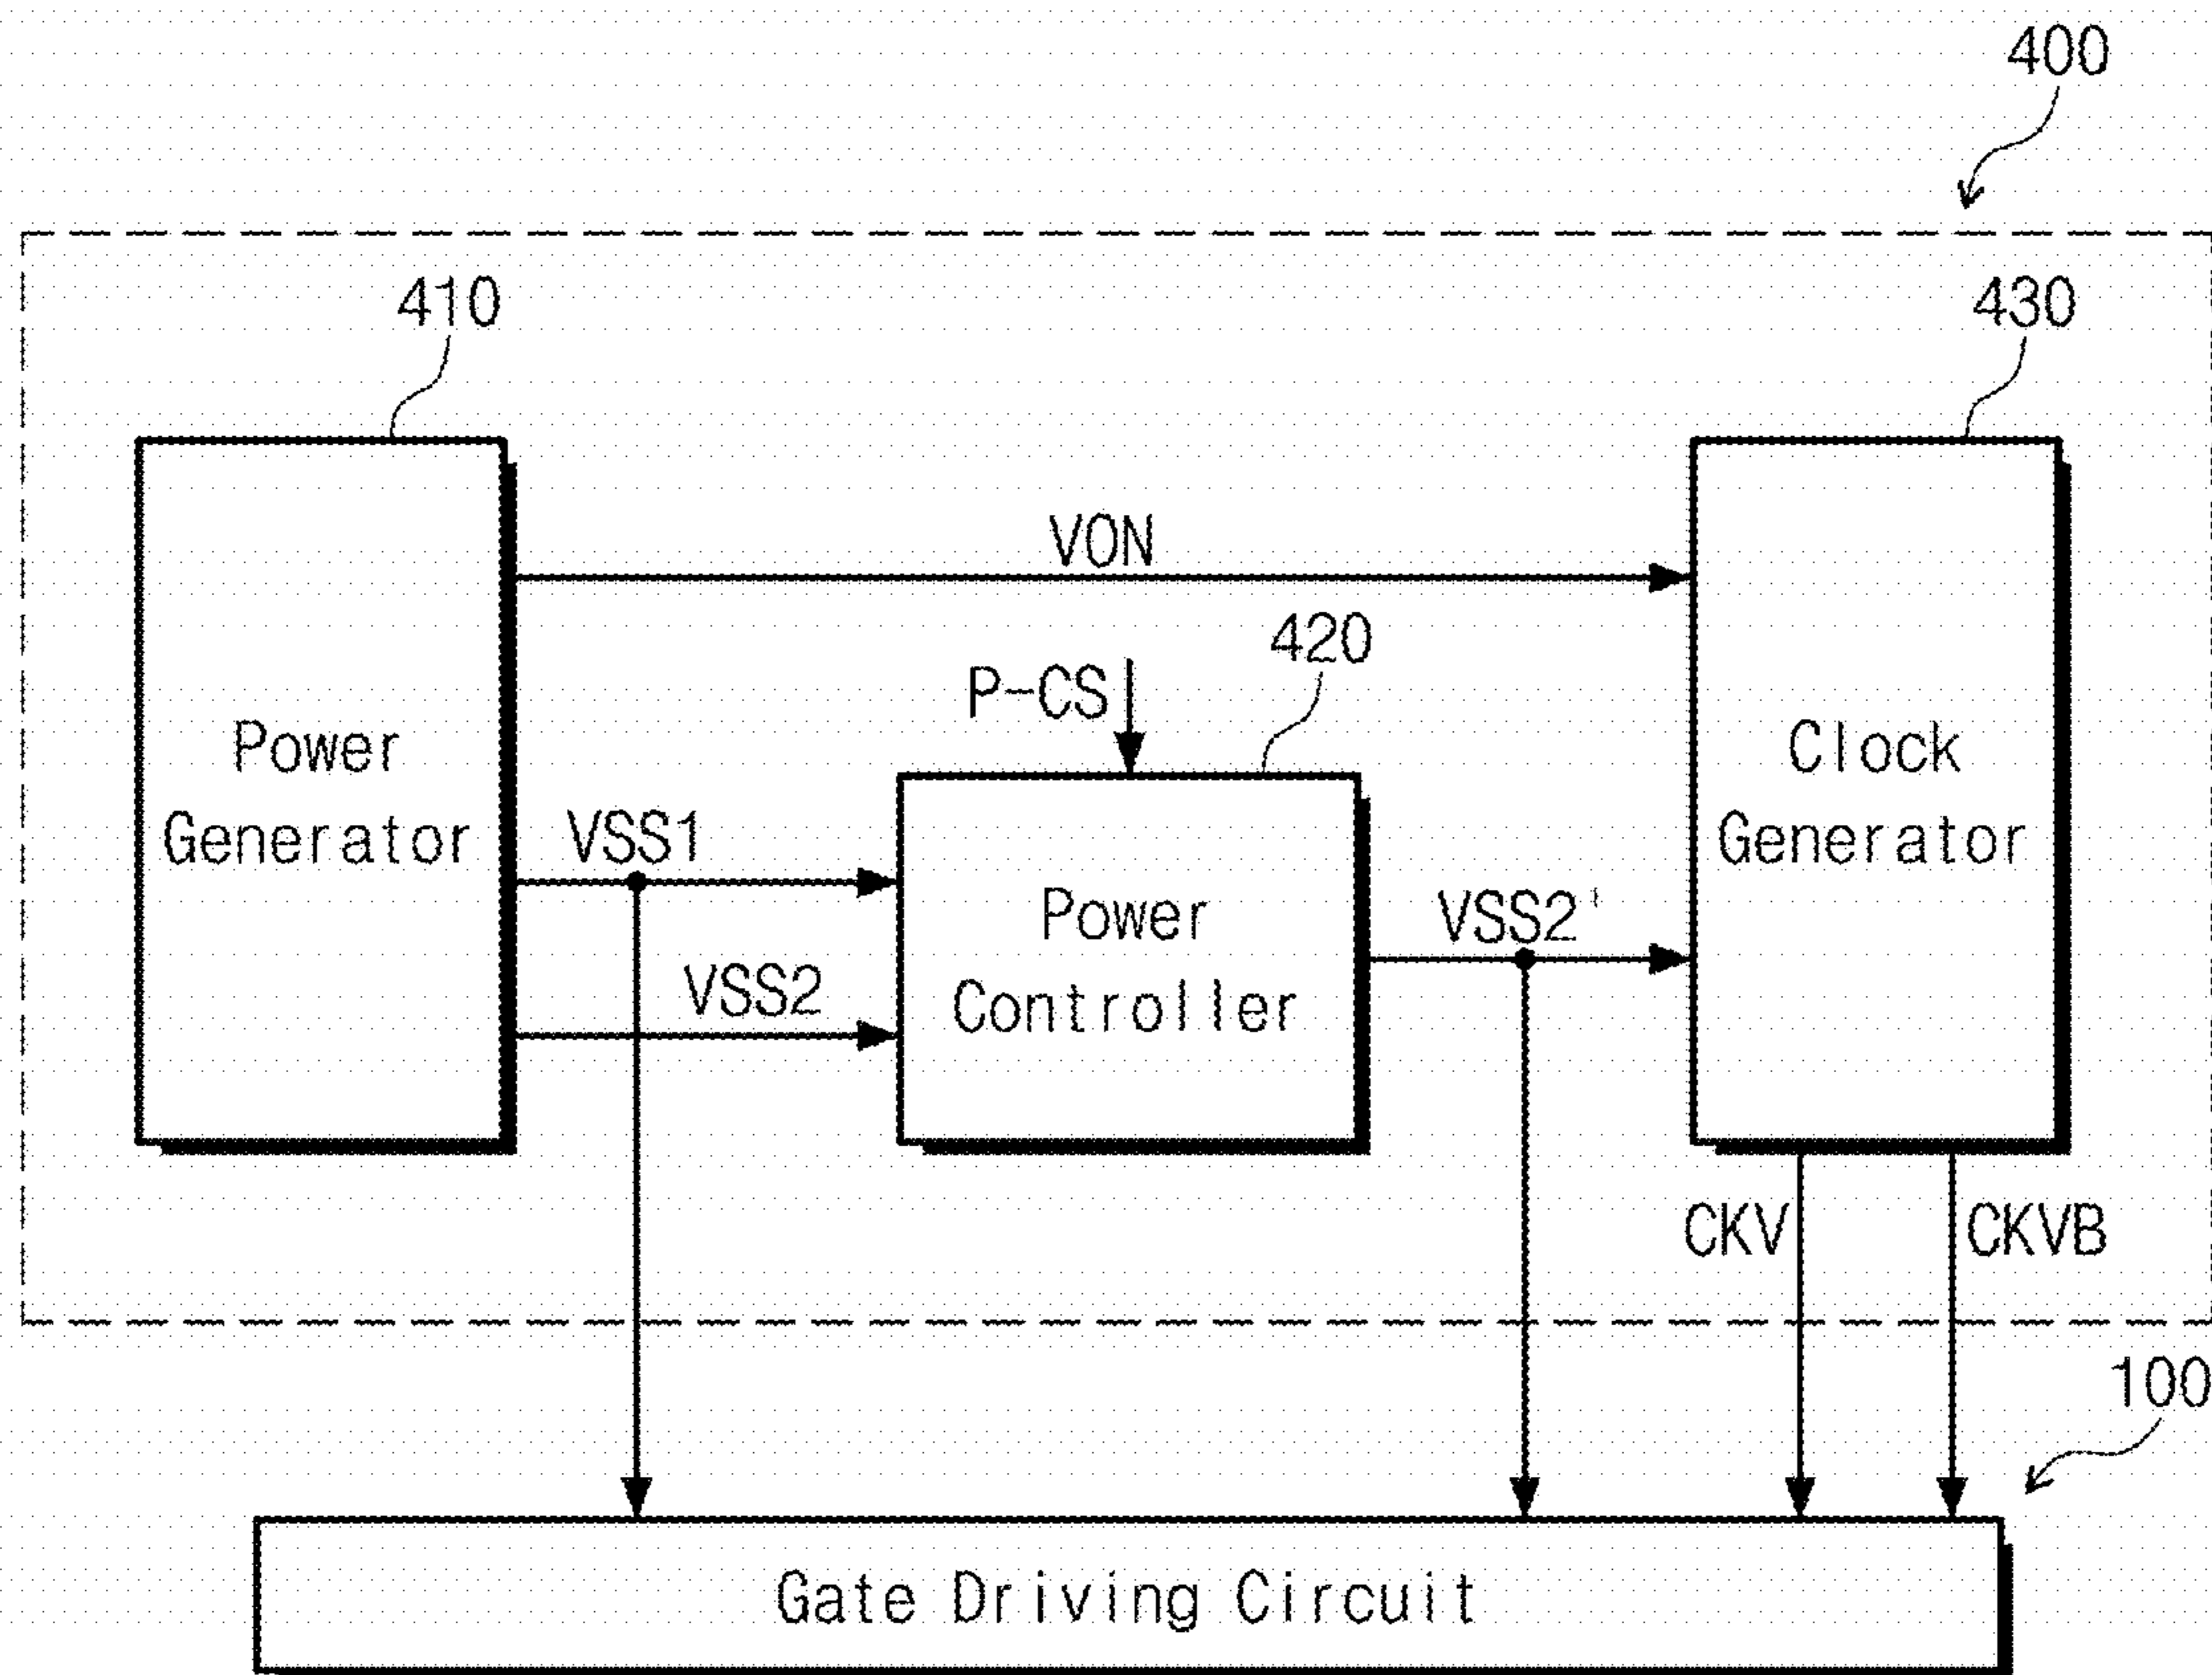 400
410
430
VON
420
P-CS
Power
Generator
Clock
Generator
VSS1
Power
Controller
VSS2'
VSS2
CKV
CKVB
100
Gate Driving Circuit